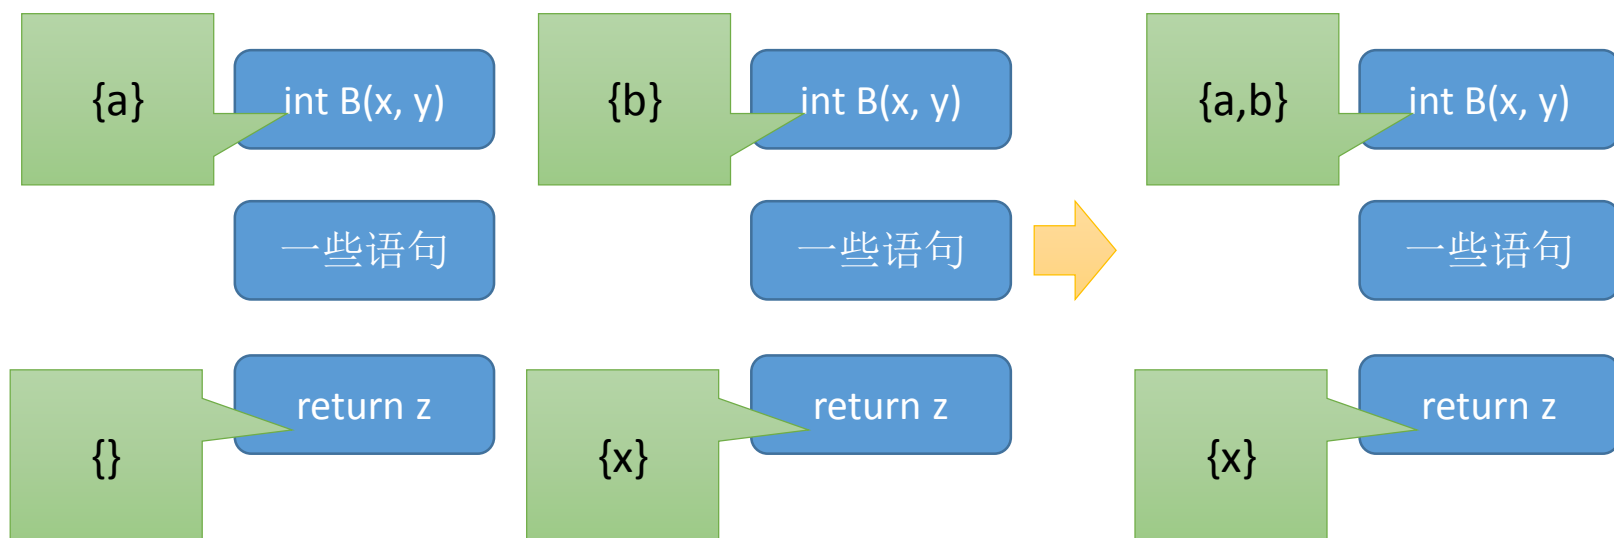 {a}
int B(x, y)
一些语句
{}
return z
{b}
int B(x, y)
一些语句
{x}
return z
{a,b}
int B(x, y)
一些语句
{x}
return z